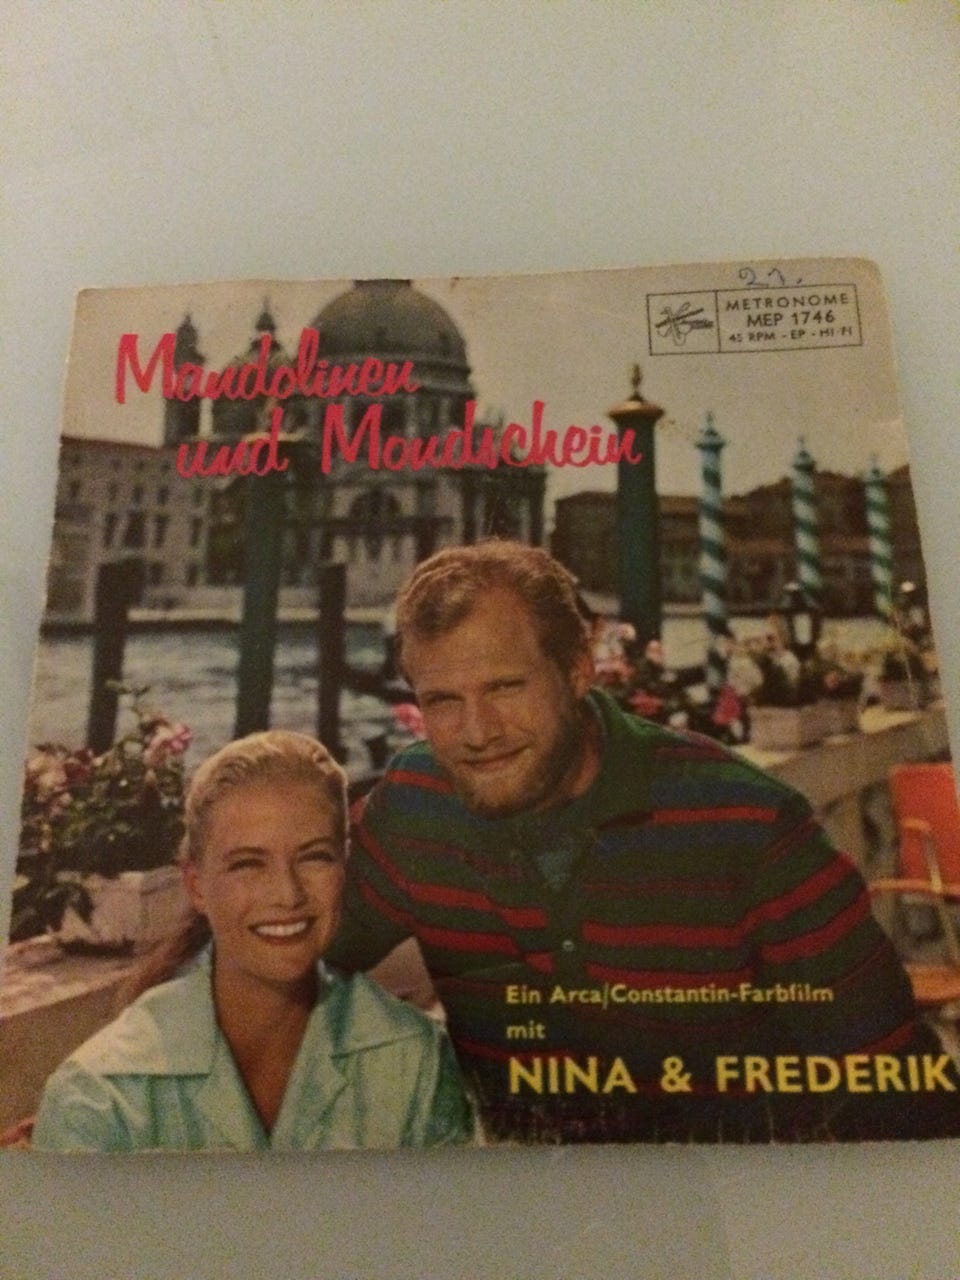 21.
METRONOME
MEP 1746
45 RPM - EP - HI-FI
Mandolinen
und Mondschein
Ein Arca/Constantin-Farbfilm
mit
NINA & FREDERIK